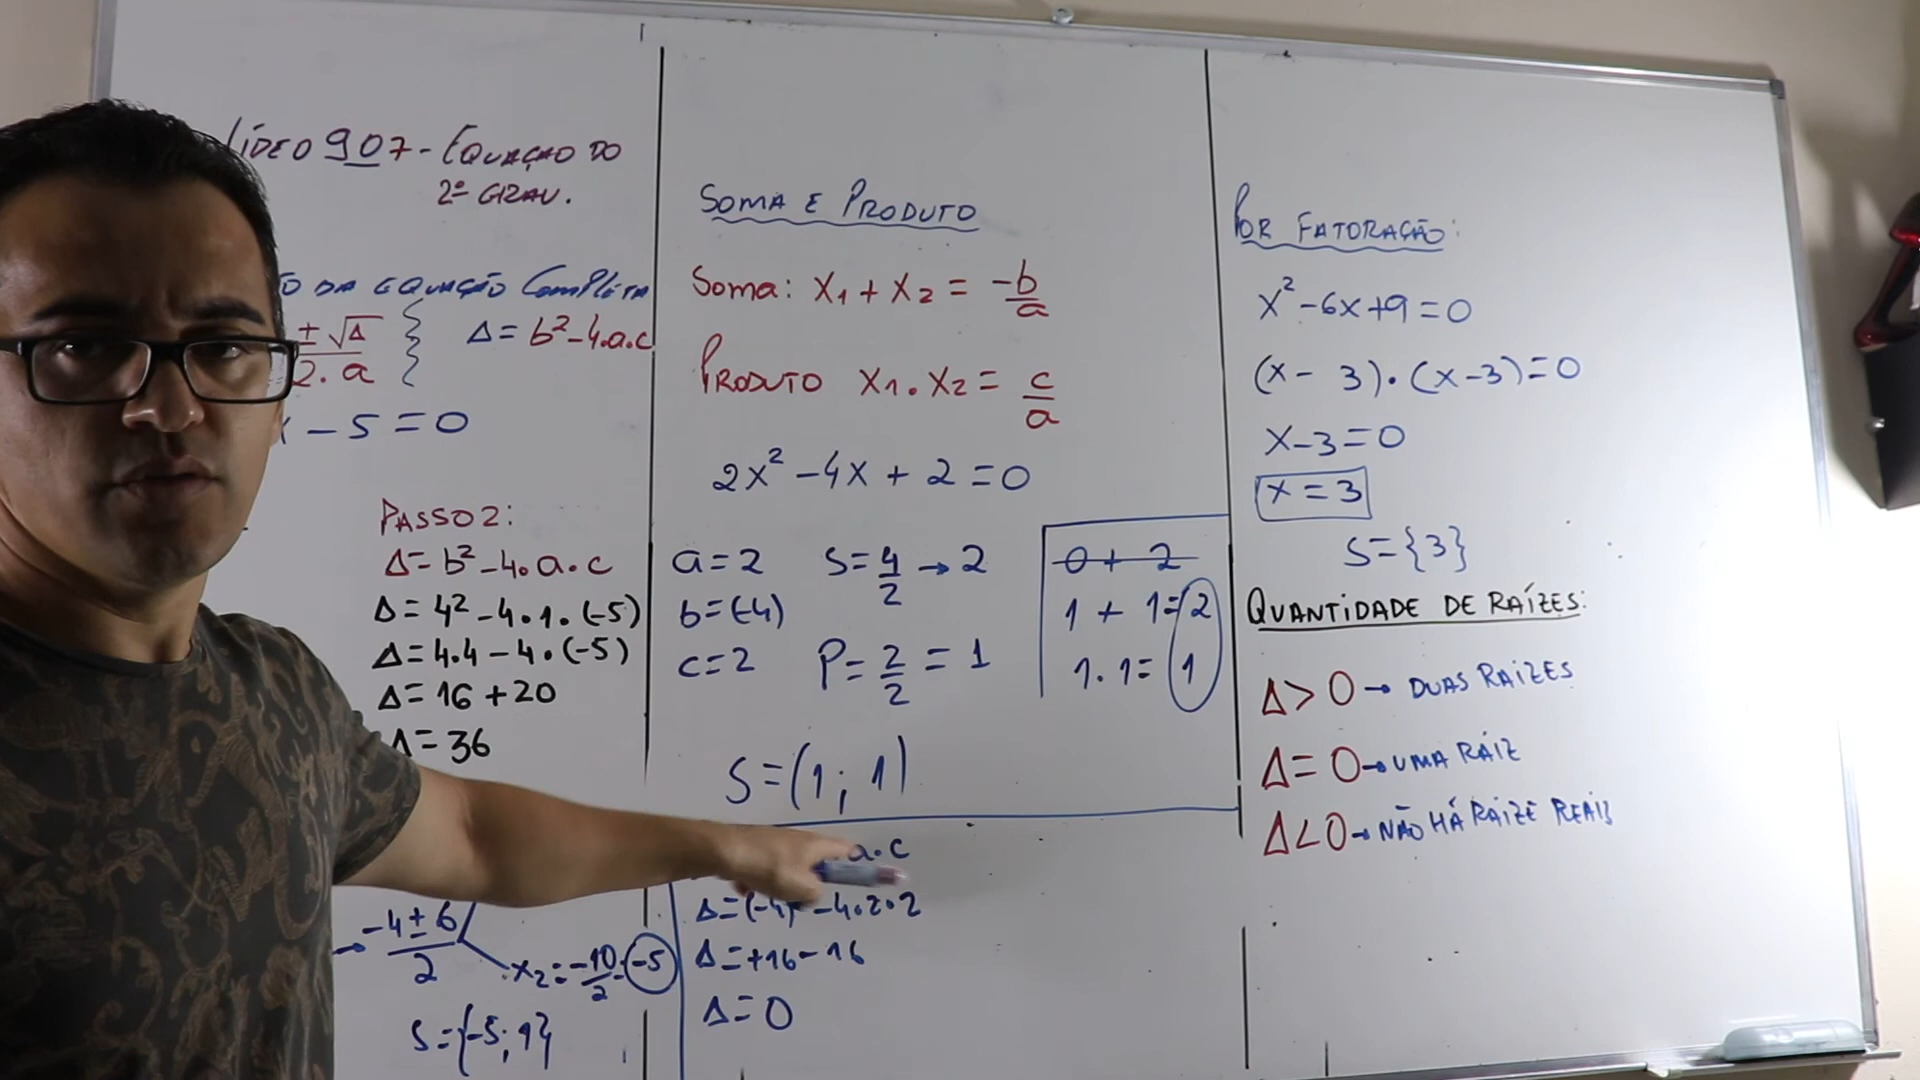 VÍDEO 907 - EQUAÇÃO DO
2º GRAU.
O DA EQUAÇÃO COMPLETA
± √Δ
2. a
Δ = b² - 4.a.c
x - 5 = 0
PASSO 2:
Δ = b² - 4. a. c
Δ = 4² - 4.1.(-5)
Δ = 4.4 - 4.(-5)
Δ = 16 + 20
Δ = 36
→ -4 ± 6
2
x₂ = -10/2 = -5
S = {-5; 1}
SOMA E PRODUTO
SOMA: X₁ + X₂ = -b/a
PRODUTO X₁ . X₂ = c/a
2x² - 4x + 2 = 0
a = 2 S = 4/2 → 2
b = (-4)
c = 2 P = 2/2 = 1
0 + 2
1 + 1 = 2
1 . 1 = 1
S = (1; 1)
a.c
Δ = (-4)² - 4.2.2
Δ = +16 - 16
Δ = 0
POR FATORAÇÃO:
x² - 6x + 9 = 0
(x - 3) . (x - 3) = 0
x - 3 = 0
x = 3
S = {3}
QUANTIDADE DE RAÍZES:
Δ > 0 → DUAS RAÍZES
Δ = 0 → UMA RAÍZ
Δ < 0 → NÃO HÁ RAÍZE REAIS